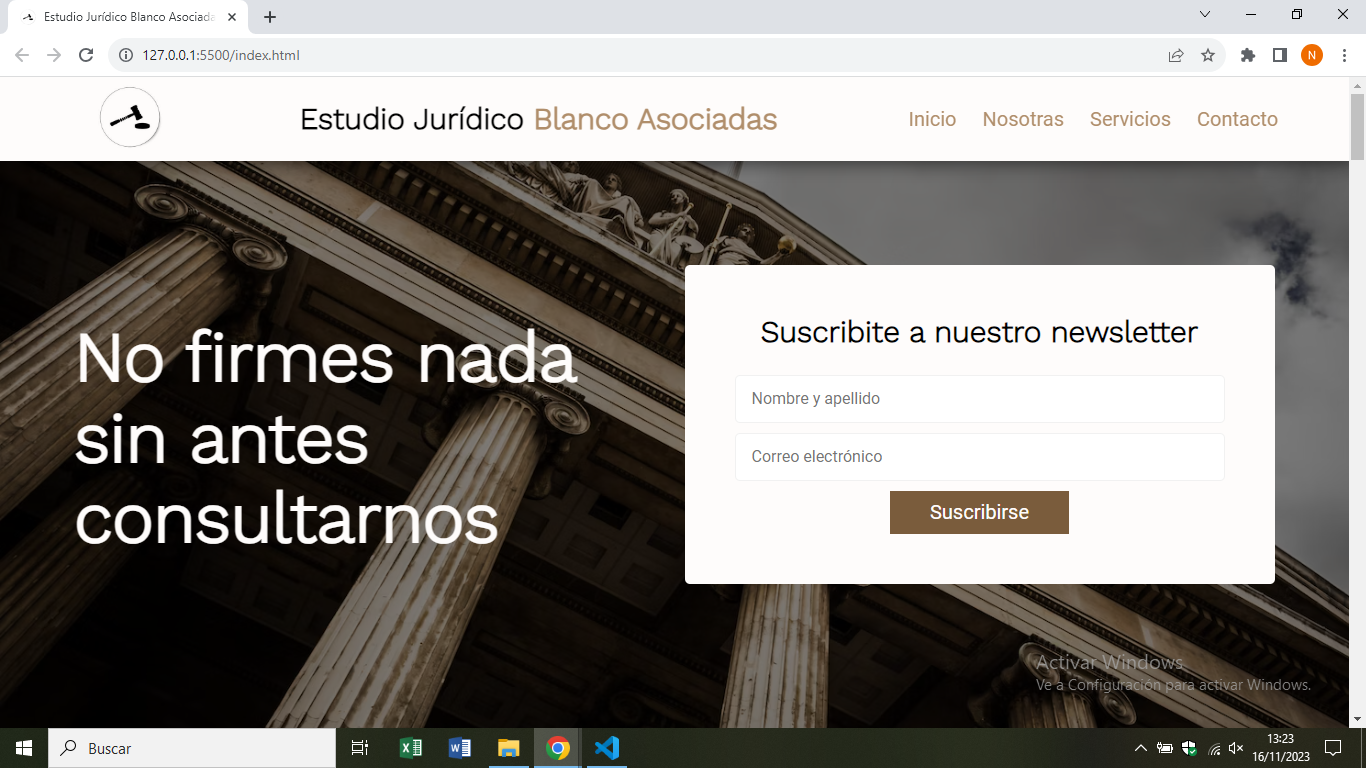 Estudio Jurídico Blanco Asociada
127.0.0.1:5500/index.html
N
Estudio Jurídico Blanco Asociadas
Inicio Nosotras Servicios Contacto
No firmes nada
sin antes
consultarnos
Suscribite a nuestro newsletter
Nombre y apellido
Correo electrónico
Suscribirse
Activar Windows
Ve a Configuración para activar Windows.
Buscar
13:23
16/11/2023